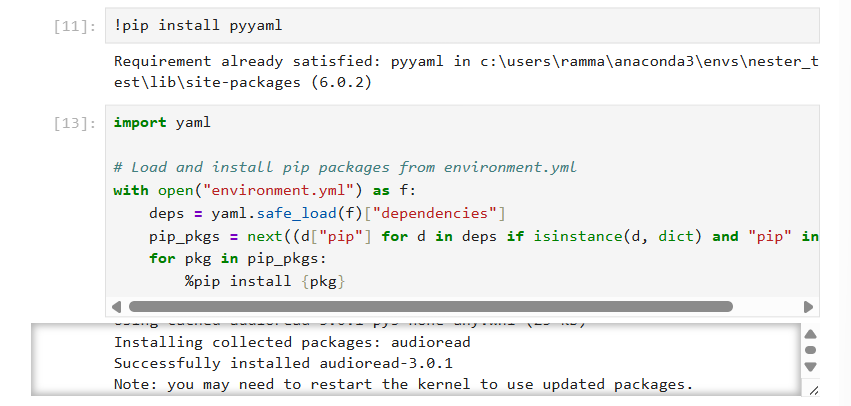 [11]: !pip install pyyaml
Requirement already satisfied: pyyaml in c:\users\ramma\anaconda3\envs\nester_t
est\lib\site-packages (6.0.2)
[13]: import yaml
# Load and install pip packages from environment.yml
with open("environment.yml") as f:
    deps = yaml.safe_load(f)["dependencies"]
    pip_pkgs = next((d["pip"] for d in deps if isinstance(d, dict) and "pip" in
    for pkg in pip_pkgs:
        %pip install {pkg}
Installing collected packages: audioread
Successfully installed audioread-3.0.1
Note: you may need to restart the kernel to use updated packages.